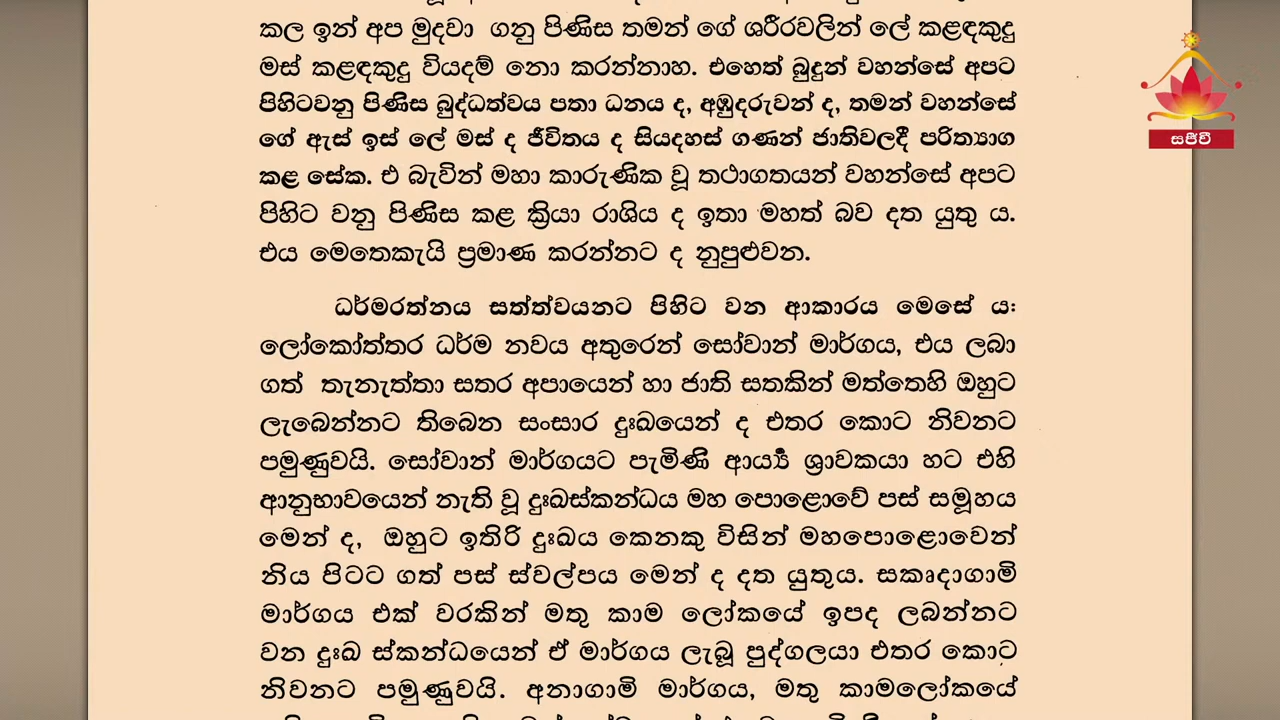 කල ඉන් අප මුදවා ගනු පිණිස තමන් ගේ ශරීරවලින් ලේ කළඳකුදු
මස් කළඳකුදු වියදම් නො කරන්නාහ. එහෙත් බුදුන් වහන්සේ අපට
පිහිටවනු පිණිස බුද්ධත්වය පතා ධනය ද, අඹුදරුවන් ද, තමන් වහන්සේ
ගේ ඇස් ඉස් ලේ මස් ද ජීවිතය ද සියදහස් ගණන් ජාතිවලදී පරිත්‍යාග
කළ සේක. එ බැවින් මහා කාරුණික වූ තථාගතයන් වහන්සේ අපට
පිහිට වනු පිණිස කළ ක්‍රියා රාශිය ද ඉතා මහත් බව දත යුතු ය.
එය මෙතෙකැයි ප්‍රමාණ කරන්නට ද නුපුළුවන.
ධර්මරත්නය සත්ත්වයනට පිහිට වන ආකාරය මෙසේ ය:
ලෝකෝත්තර ධර්ම නවය අතුරෙන් සෝවාන් මාර්ගය, එය ලබා
ගත් තැනැත්තා සතර අපායෙන් හා ජාති සතකින් මත්තෙහි ඔහුට
ලැබෙන්නට තිබෙන සංසාර දුඃඛයෙන් ද එතර කොට නිවනට
පමුණුවයි. සෝවාන් මාර්ගයට පැමිණි ආර්‍ය්‍ය ශ්‍රාවකයා හට එහි
ආනුභාවයෙන් නැති වූ දුඃඛස්කන්ධය මහ පොළොවේ පස් සමූහය
මෙන් ද, ඔහුට ඉතිරි දුඃඛය කෙනකු විසින් මහපොළොවෙන්
නිය පිටට ගත් පස් ස්වල්පය මෙන් ද දත යුතුය. සකෘදාගාමි
මාර්ගය එක් වරකින් මතු කාම ලෝකයේ ඉපද ලබන්නට
වන දුඃඛ ස්කන්ධයෙන් ඒ මාර්ගය ලැබූ පුද්ගලයා එතර කොට
නිවනට පමුණුවයි. අනාගාමි මාර්ගය, මතු කාමලෝකයේ
සජීවී